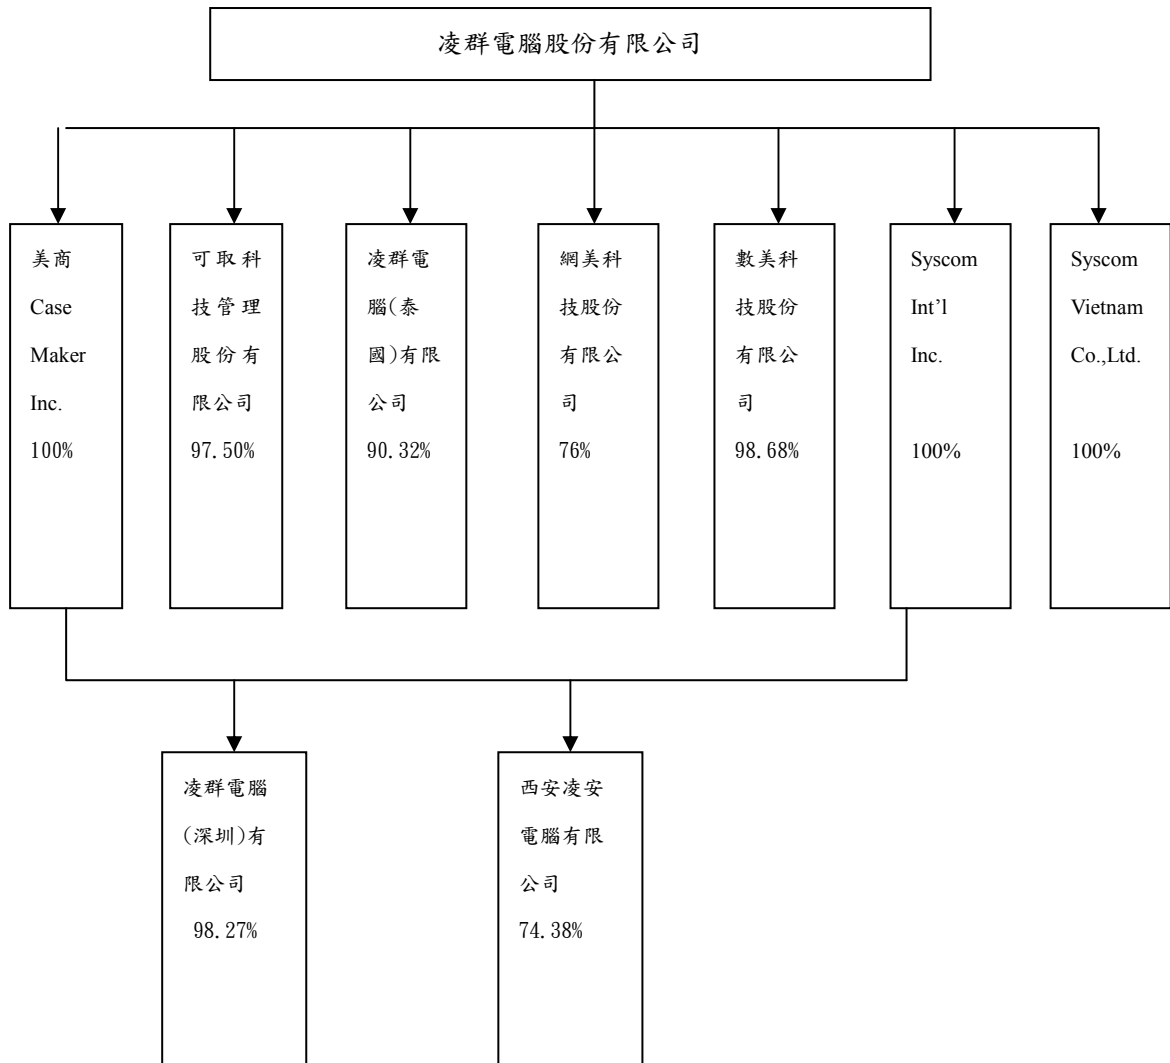 凌群電腦股份有限公司
美商
Case
Maker
Inc.
100%
可取科
技管理
股份有
限公司
97.50%
凌群電
腦(泰
國)有限
公司
90.32%
網美科
技股份
有限公
司
76%
數美科
技股份
有限公
司
98.68%
Syscom
Int’l
Inc.
100%
Syscom
Vietnam
Co.,Ltd.
100%
凌群電腦
(深圳)有
限公司
98.27%
西安凌安
電腦有限
公司
74.38%